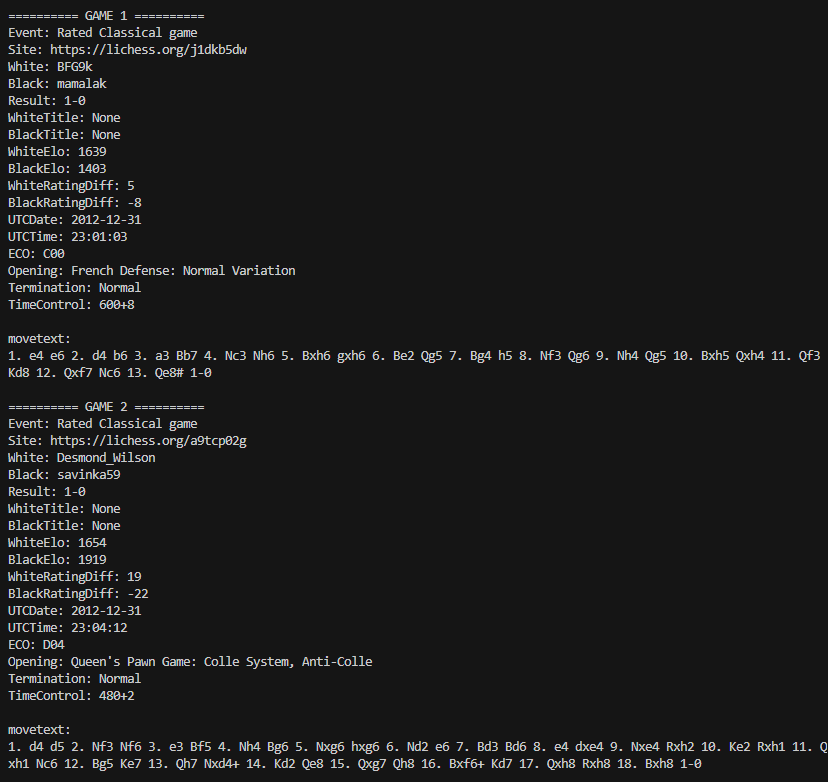 ========== GAME 1 ==========
Event: Rated Classical game
Site: https://lichess.org/j1dkb5dw
White: BFG9k
Black: mamalak
Result: 1-0
WhiteTitle: None
BlackTitle: None
WhiteElo: 1639
BlackElo: 1403
WhiteRatingDiff: 5
BlackRatingDiff: -8
UTCDate: 2012-12-31
UTCTime: 23:01:03
ECO: C00
Opening: French Defense: Normal Variation
Termination: Normal
TimeControl: 600+8

movetext:
1. e4 e6 2. d4 b6 3. a3 Bb7 4. Nc3 Nh6 5. Bxh6 gxh6 6. Be2 Qg5 7. Bg4 h5 8. Nf3 Qg6 9. Nh4 Qg5 10. Bxh5 Qxh4 11. Qf3
Kd8 12. Qxf7 Nc6 13. Qe8# 1-0

========== GAME 2 ==========
Event: Rated Classical game
Site: https://lichess.org/a9tcp02g
White: Desmond_Wilson
Black: savinka59
Result: 1-0
WhiteTitle: None
BlackTitle: None
WhiteElo: 1654
BlackElo: 1919
WhiteRatingDiff: 19
BlackRatingDiff: -22
UTCDate: 2012-12-31
UTCTime: 23:04:12
ECO: D04
Opening: Queen's Pawn Game: Colle System, Anti-Colle
Termination: Normal
TimeControl: 480+2

movetext:
1. d4 d5 2. Nf3 Nf6 3. e3 Bf5 4. Nh4 Bg6 5. Nxg6 hxg6 6. Nd2 e6 7. Bd3 Bd6 8. e4 dxe4 9. Nxe4 Rxh2 10. Ke2 Rxh1 11. Q
xh1 Nc6 12. Bg5 Ke7 13. Qh7 Nxd4+ 14. Kd2 Qe8 15. Qxg7 Qh8 16. Bxf6+ Kd7 17. Qxh8 Rxh8 18. Bxh8 1-0